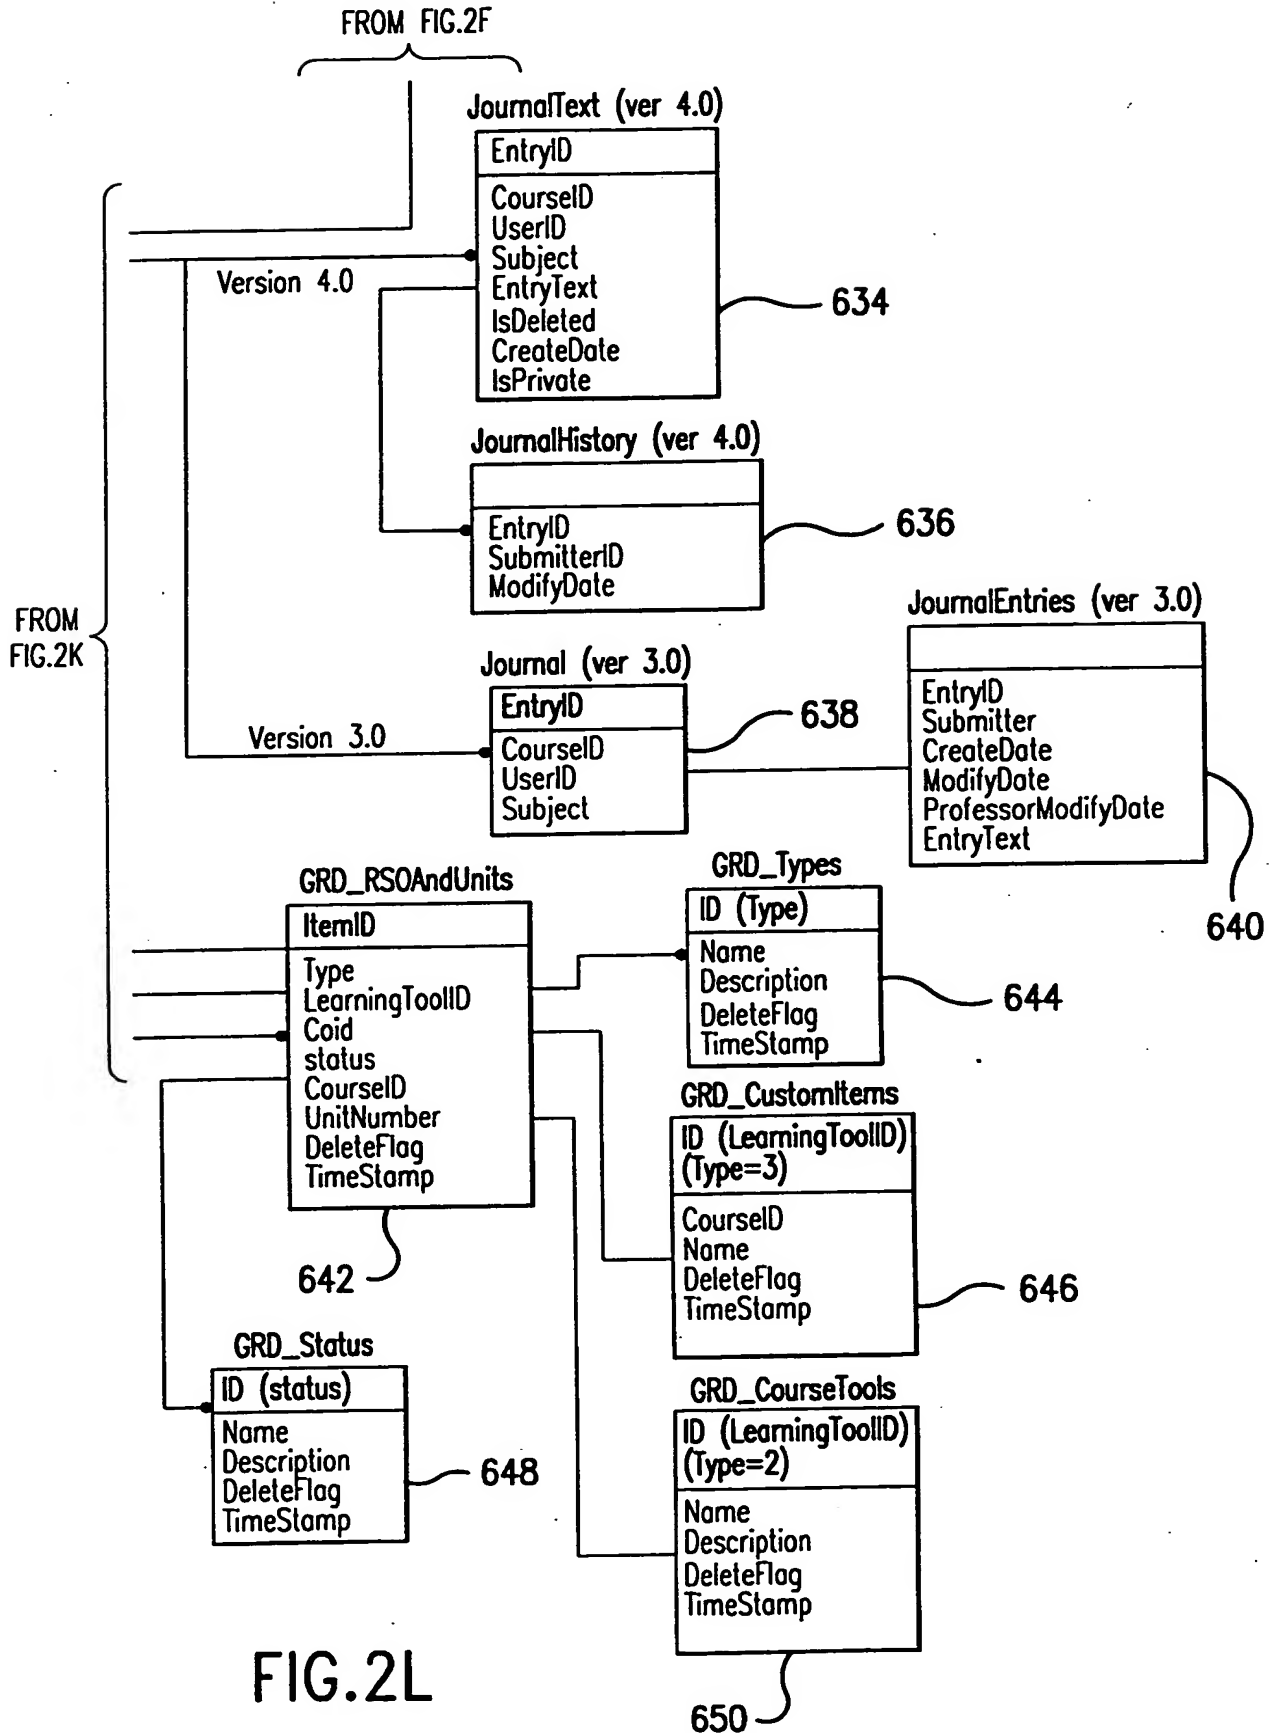 FROM FIG.2F
JournalText (ver 4.0)
EntryID
CourseID
UserID
Subject
EntryText
IsDeleted
CreateDate
IsPrivate
Version 4.0
634
JournalHistory (ver 4.0)
EntryID
SubmitterID
ModifyDate
636
FROM
FIG.2K
JournalEntries (ver 3.0)
EntryID
Submitter
CreateDate
ModifyDate
ProfessorModifyDate
EntryText
640
Journal (ver 3.0)
EntryID
CourseID
UserID
Subject
638
Version 3.0
GRD_RSOAndUnits
ItemID
Type
LearningToolID
Coid
status
CourseID
UnitNumber
DeleteFlag
TimeStamp
642
GRD_Types
ID (Type)
Name
Description
DeleteFlag
TimeStamp
644
GRD_CustomItems
ID (LearningToolID)
(Type=3)
CourseID
Name
DeleteFlag
TimeStamp
646
GRD_Status
ID (status)
Name
Description
DeleteFlag
TimeStamp
648
GRD_CourseTools
ID (LearningToolID)
(Type=2)
Name
Description
DeleteFlag
TimeStamp
650
FIG.2L